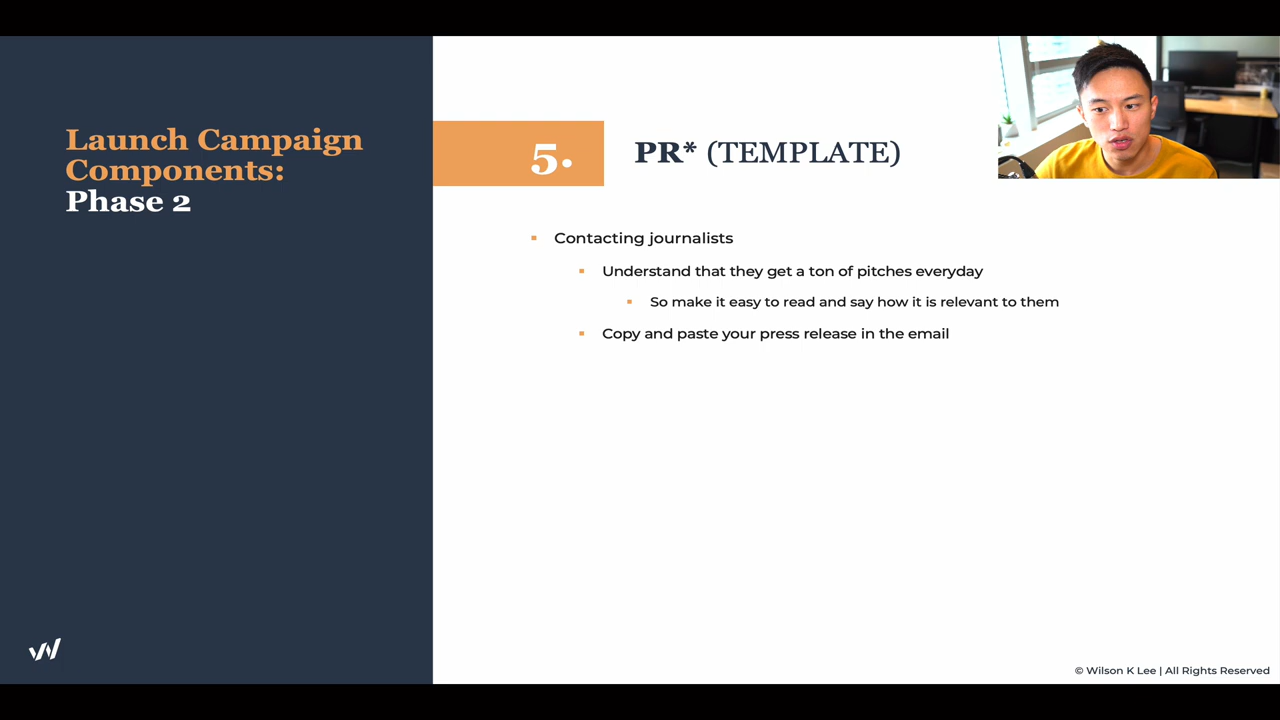 Launch Campaign
Components:
Phase 2
5.
PR* (TEMPLATE)
Contacting journalists
Understand that they get a ton of pitches everyday
So make it easy to read and say how it is relevant to them
Copy and paste your press release in the email
© Wilson K Lee | All Rights Reserved